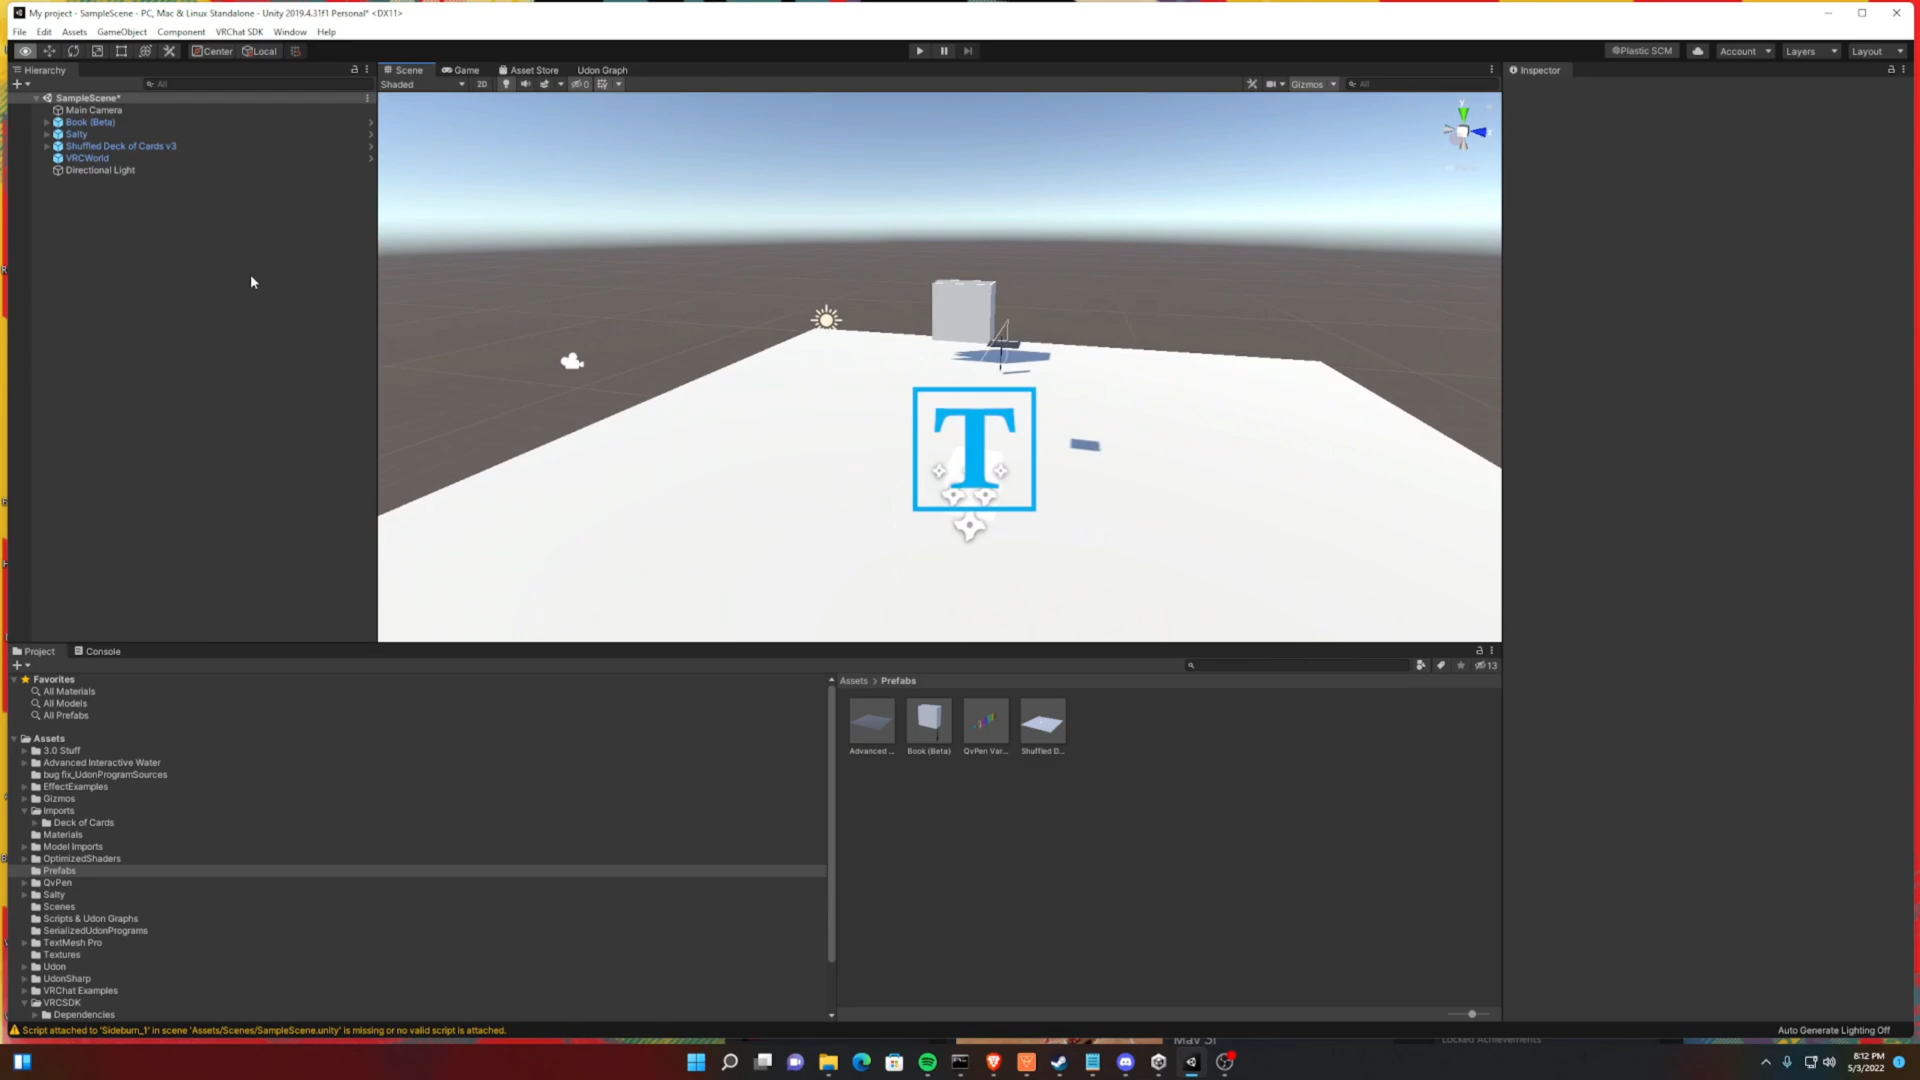 My project - SampleScene - PC, Mac & Linux Standalone - Unity 2019.4.31f1 Personal* <DX11>
File Edit Assets GameObject Component VRChat SDK Window Help
Center Local Plastic SCM Account Layers Layout
Hierarchy Scene Game Asset Store Udon Graph Inspector
All Shaded 2D 0 Gizmos All
SampleScene*
Main Camera
Book (Beta)
Salty
Shuffled Deck of Cards v3
VRCWorld
Directional Light
y
T
Project Console
13
Favorites
All Materials
All Models
All Prefabs
Assets
3.0 Stuff
Advanced Interactive Water
bug fix_UdonProgramSources
EffectExamples
Gizmos
Imports
Deck of Cards
Materials
Model Imports
OptimizedShaders
Prefabs
QvPen
Salty
Scenes
Scripts & Udon Graphs
SerializedUdonPrograms
TextMesh Pro
Textures
Udon
UdonSharp
VRChat Examples
VRCSDK
Dependencies
Assets > Prefabs
Advanced ... Book (Beta) QvPen Var... Shuffled D...
Script attached to 'Sideburn_1' in scene 'Assets/Scenes/SampleScene.unity' is missing or no valid script is attached.
Auto Generate Lighting Off
8:12 PM
5/3/2022
1